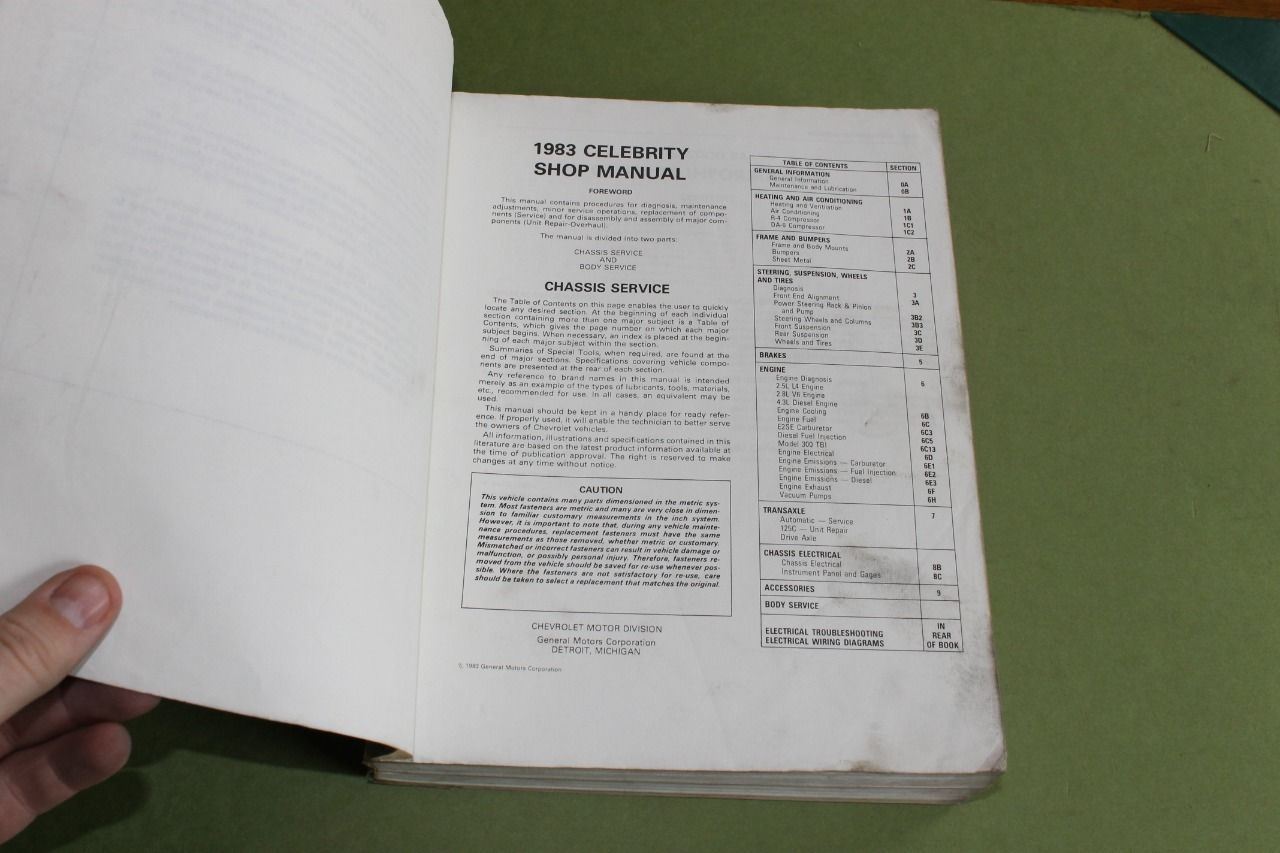 1983 CELEBRITY
SHOP MANUAL
FOREWORD
This manual contains procedures for diagnosis, maintenance
adjustments, minor service operations, replacement of compo-
nents (Service) and for disassembly and assembly of major com-
ponents (Unit Repair-Overhaul).
The manual is divided into two parts:
CHASSIS SERVICE
AND
BODY SERVICE
CHASSIS SERVICE
The Table of Contents on this page enables the user to quickly
locate any desired section. At the beginning of each individual
section containing more than one major subject is a Table of
Contents, which gives the page number on which each major
subject begins. When necessary, an index is placed at the begin-
ning of each major subject within the section.
Summaries of Special Tools, when required, are found at the
end of major sections. Specifications covering vehicle compo-
nents are presented at the rear of each section.
Any reference to brand names in this manual is intended
merely as an example of the types of lubricants, tools, materials,
etc., recommended for use. In all cases, an equivalent may be
used.
This manual should be kept in a handy place for ready refer-
ence. If properly used, it will enable the technician to better serve
the owners of Chevrolet vehicles.
All information, illustrations and specifications contained in this
literature are based on the latest product information available at
the time of publication approval. The right is reserved to make
changes at any time without notice.
CAUTION
This vehicle contains many parts dimensioned in the metric sys-
tem. Most fasteners are metric and many are very close in dimen-
sion to familiar customary measurements in the inch system.
However, it is important to note that, during any vehicle mainte-
nance procedures, replacement fasteners must have the same
measurements as those removed, whether metric or customary.
Mismatched or incorrect fasteners can result in vehicle damage or
malfunction, or possibly personal injury. Therefore, fasteners re-
moved from the vehicle should be saved for re-use whenever pos-
sible. Where the fasteners are not satisfactory for re-use, care
should be taken to select a replacement that matches the original.
CHEVROLET MOTOR DIVISION
General Motors Corporation
DETROIT, MICHIGAN
© 1982 General Motors Corporation
TABLE OF CONTENTS SECTION
GENERAL INFORMATION
General Information 0A
Maintenance and Lubrication 0B
HEATING AND AIR CONDITIONING
Heating and Ventilation 1A
Air Conditioning 1B
R-4 Compressor 1C1
DA-6 Compressor 1C2
FRAME AND BUMPERS
Frame and Body Mounts 2A
Bumpers 2B
Sheet Metal 2C
STEERING, SUSPENSION, WHEELS
AND TIRES
Diagnosis 3
Front End Alignment 3A
Power Steering Rack & Pinion
and Pump 3B2
Steering Wheels and Columns 3B3
Front Suspension 3C
Rear Suspension 3D
Wheels and Tires 3E
BRAKES 5
ENGINE
Engine Diagnosis 6
2.5L L4 Engine
2.8L V6 Engine
4.3L Diesel Engine
Engine Cooling 6B
Engine Fuel 6C
E2SE Carburetor 6C3
Diesel Fuel Injection 6C5
Model 300 TBI 6C13
Engine Electrical 6D
Engine Emissions — Carburetor 6E1
Engine Emissions — Fuel Injection 6E2
Engine Emissions — Diesel 6E3
Engine Exhaust 6F
Vacuum Pumps 6H
TRANSAXLE 7
Automatic — Service
125C — Unit Repair
Drive Axle
CHASSIS ELECTRICAL
Chassis Electrical 8B
Instrument Panel and Gages 8C
ACCESSORIES 9
BODY SERVICE
ELECTRICAL TROUBLESHOOTING
ELECTRICAL WIRING DIAGRAMS
IN
REAR
OF BOOK